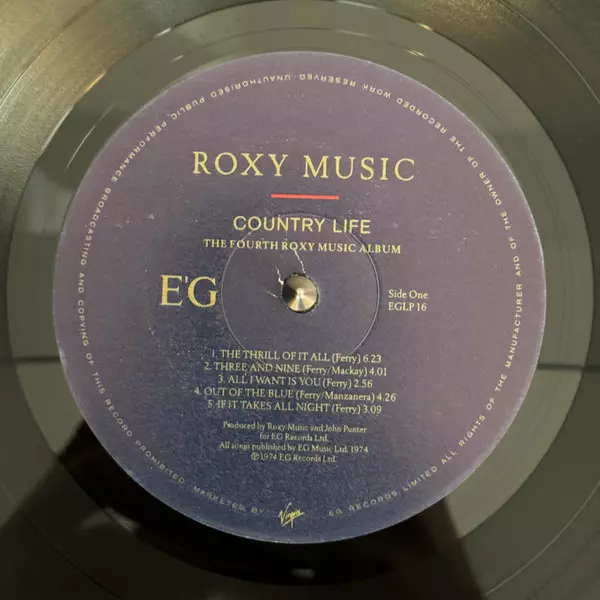 ROXY MUSIC
COUNTRY LIFE
THE FOURTH ROXY MUSIC ALBUM
E'G
Side One
EGLP 16
1. THE THRILL OF IT ALL (Ferry) 6.23
2. THREE AND NINE (Ferry/Mackay) 4.01
3. ALL I WANT IS YOU (Ferry) 2.56
4. OUT OF THE BLUE (Ferry/Manzanera) 4.26
5. IF IT TAKES ALL NIGHT (Ferry) 3.09
Produced by Roxy Music and John Punter
for EG Records Ltd.
All songs published by EG Music Ltd. 1974
℗ 1974 EG Records Ltd.
MARKETED BY: Virgin EG RECORDS, LIMITED ALL RIGHTS OF THE MANUFACTURER AND OF THE OWNER OF THE RECORDED WORK RESERVED UNAUTHORISED PUBLIC PERFORMANCE BROADCASTING AND COPYING OF THIS RECORD PROHIBITED.